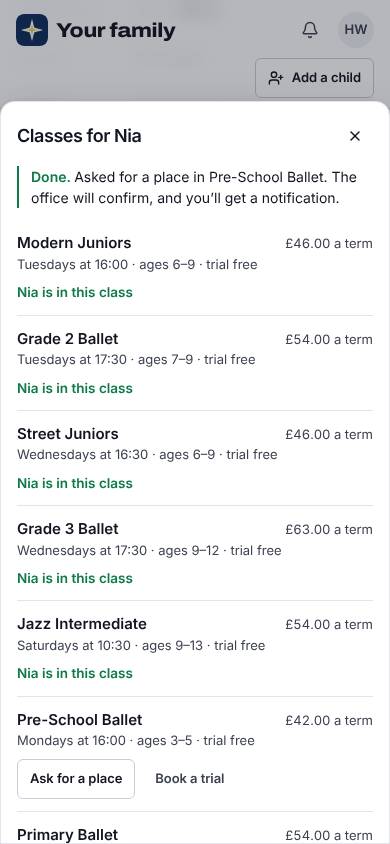 Your family
HW
Add a child
Classes for Nia
Done. Asked for a place in Pre-School Ballet. The
office will confirm, and you’ll get a notification.
Modern Juniors
£46.00 a term
Tuesdays at 16:00 · ages 6–9 · trial free
Nia is in this class
Grade 2 Ballet
£54.00 a term
Tuesdays at 17:30 · ages 7–9 · trial free
Nia is in this class
Street Juniors
£46.00 a term
Wednesdays at 16:30 · ages 6–9 · trial free
Nia is in this class
Grade 3 Ballet
£63.00 a term
Wednesdays at 17:30 · ages 9–12 · trial free
Nia is in this class
Jazz Intermediate
£54.00 a term
Saturdays at 10:30 · ages 9–13 · trial free
Nia is in this class
Pre-School Ballet
£42.00 a term
Mondays at 16:00 · ages 3–5 · trial free
Ask for a place
Book a trial
Primary Ballet
£54.00 a term